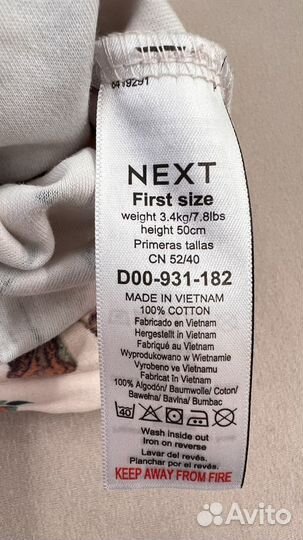 8419291
NEXT
First size
weight 3.4kg/7.8lbs
height 50cm
Primeras tallas
CN 52/40
D00-931-182
MADE IN VIETNAM
100% COTTON
Fabricado en Vietnam
Hergestellt in Vietnam
Fabriqué au Vietnam
Wyprodukowano w Wietnamie
Vyrobeno ve Vietnamu
Fabricat în Vietnam
100% Algodón/ Baumwolle/ Coton/
Bawełna/ Bavlna/ Bumbac
40
Wash inside out
Iron on reverse
Lavar del revés.
Planchar por el revés.
KEEP AWAY FROM FIRE
Avito